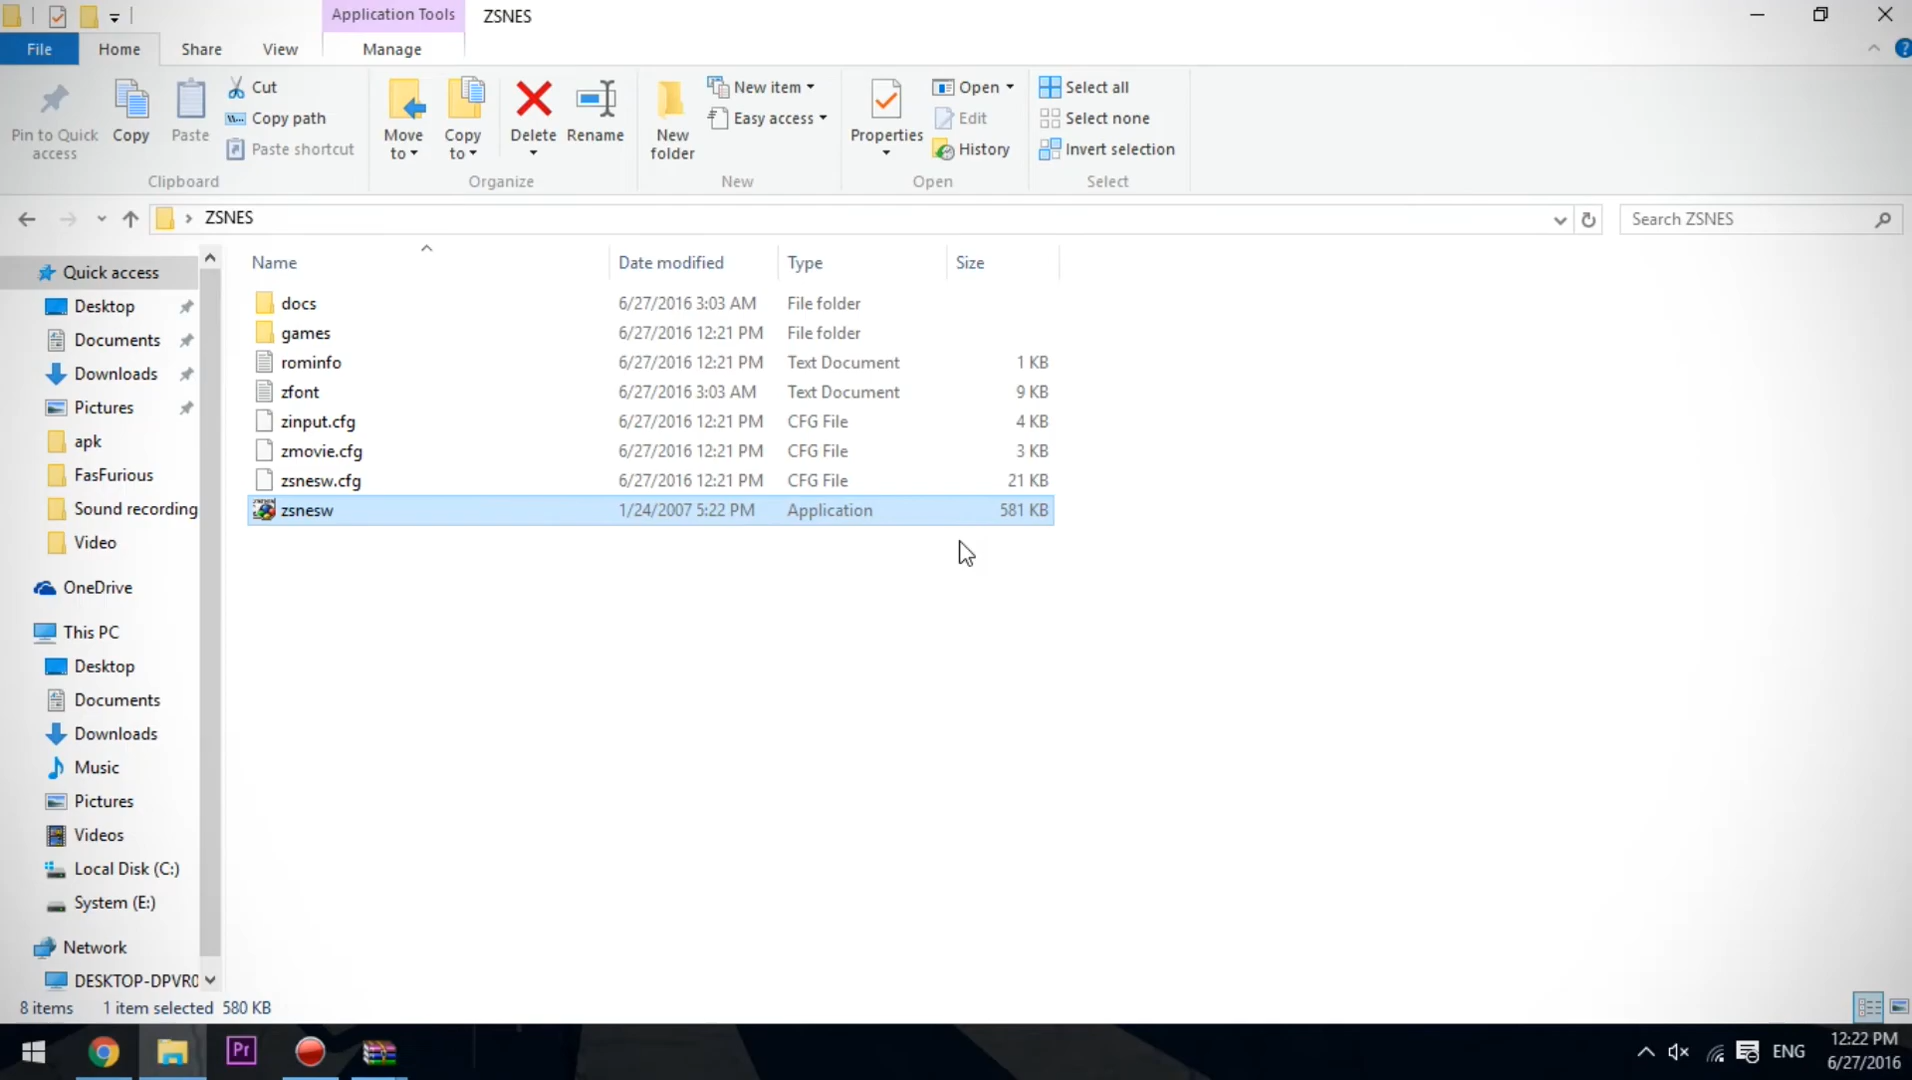 Application Tools ZSNES
File Home Share View Manage
Pin to Quick access
Copy
Paste
Cut
Copy path
Paste shortcut
Clipboard
Move to
Copy to
Delete
Rename
Organize
New folder
New item
Easy access
New
Properties
Open
Edit
History
Open
Select all
Select none
Invert selection
Select
ZSNES
Search ZSNES
Quick access
Desktop
Documents
Downloads
Pictures
apk
FasFurious
Sound recording
Video
OneDrive
This PC
Desktop
Documents
Downloads
Music
Pictures
Videos
Local Disk (C:)
System (E:)
Network
DESKTOP-DPVR0
Name Date modified Type Size
docs 6/27/2016 3:03 AM File folder
games 6/27/2016 12:21 PM File folder
rominfo 6/27/2016 12:21 PM Text Document 1 KB
zfont 6/27/2016 3:03 AM Text Document 9 KB
zinput.cfg 6/27/2016 12:21 PM CFG File 4 KB
zmovie.cfg 6/27/2016 12:21 PM CFG File 3 KB
zsnesw.cfg 6/27/2016 12:21 PM CFG File 21 KB
zsnesw 1/24/2007 5:22 PM Application 581 KB
8 items 1 item selected 580 KB
Pr
ENG
12:22 PM
6/27/2016